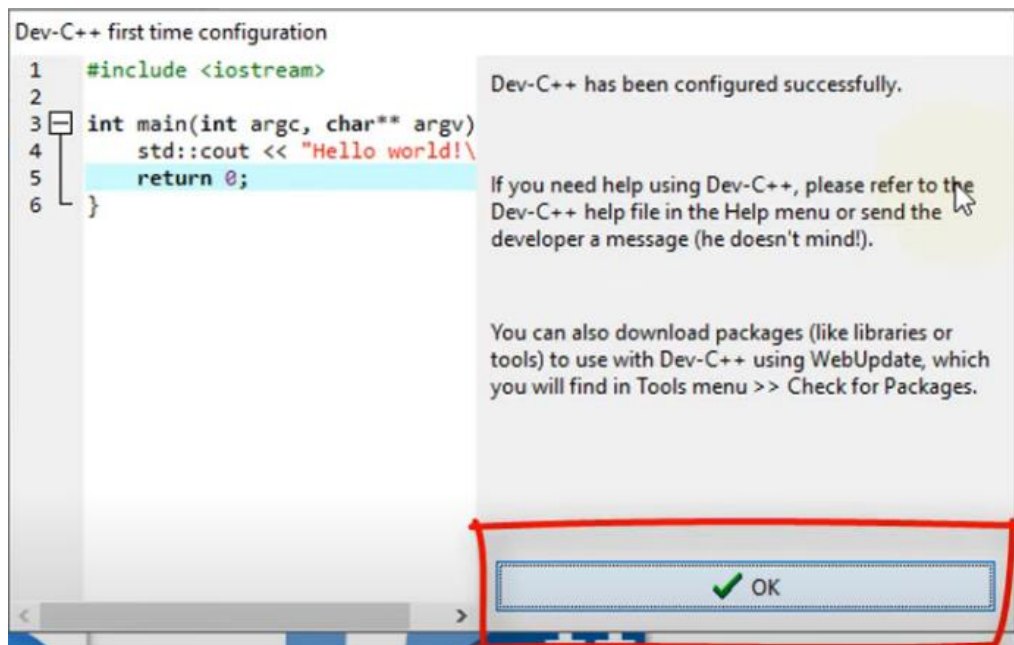 Dev-C++ first time configuration
1 #include <iostream>
2
3 int main(int argc, char** argv)
4 std::cout << "Hello world!\
5 return 0;
6 }
Dev-C++ has been configured successfully.
If you need help using Dev-C++, please refer to the
Dev-C++ help file in the Help menu or send the
developer a message (he doesn't mind!).
You can also download packages (like libraries or
tools) to use with Dev-C++ using WebUpdate, which
you will find in Tools menu >> Check for Packages.
OK